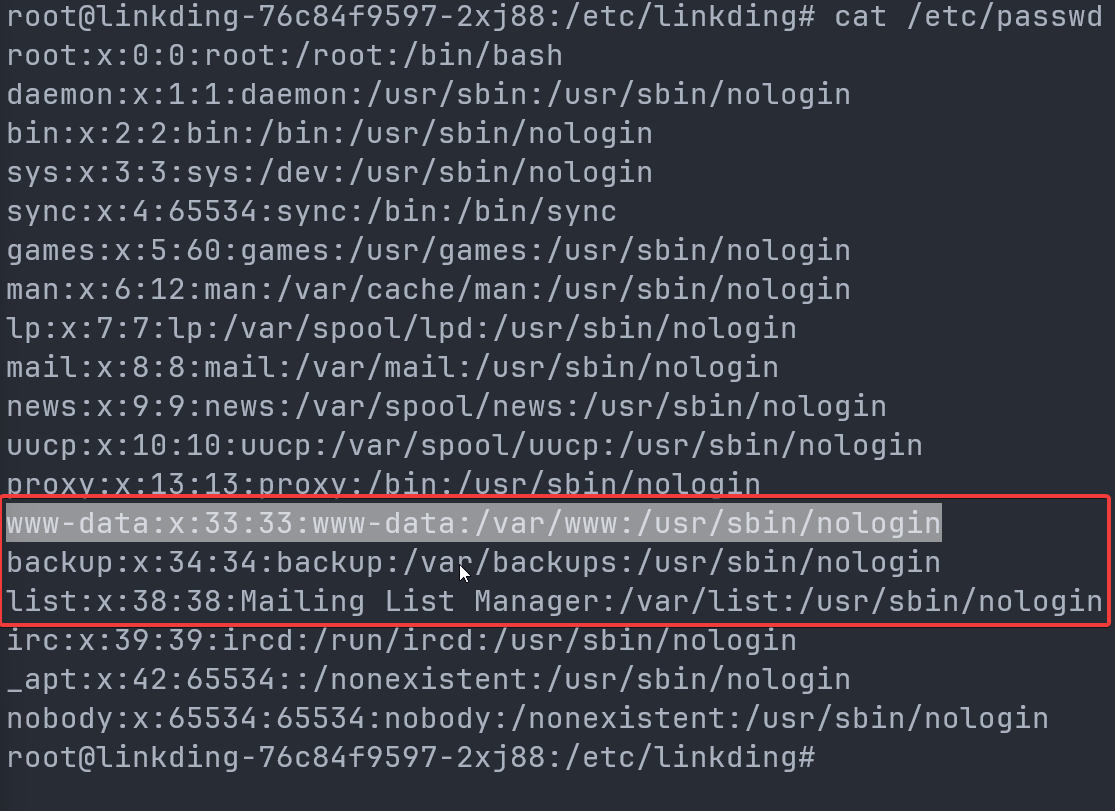 root@linkding-76c84f9597-2xj88:/etc/linkding# cat /etc/passwd
root:x:0:0:root:/root:/bin/bash
daemon:x:1:1:daemon:/usr/sbin:/usr/sbin/nologin
bin:x:2:2:bin:/bin:/usr/sbin/nologin
sys:x:3:3:sys:/dev:/usr/sbin/nologin
sync:x:4:65534:sync:/bin:/bin/sync
games:x:5:60:games:/usr/games:/usr/sbin/nologin
man:x:6:12:man:/var/cache/man:/usr/sbin/nologin
lp:x:7:7:lp:/var/spool/lpd:/usr/sbin/nologin
mail:x:8:8:mail:/var/mail:/usr/sbin/nologin
news:x:9:9:news:/var/spool/news:/usr/sbin/nologin
uucp:x:10:10:uucp:/var/spool/uucp:/usr/sbin/nologin
proxy:x:13:13:proxy:/bin:/usr/sbin/nologin
www-data:x:33:33:www-data:/var/www:/usr/sbin/nologin
backup:x:34:34:backup:/var/backups:/usr/sbin/nologin
list:x:38:38:Mailing List Manager:/var/list:/usr/sbin/nologin
irc:x:39:39:ircd:/run/ircd:/usr/sbin/nologin
_apt:x:42:65534::/nonexistent:/usr/sbin/nologin
nobody:x:65534:65534:nobody:/nonexistent:/usr/sbin/nologin
root@linkding-76c84f9597-2xj88:/etc/linkding#